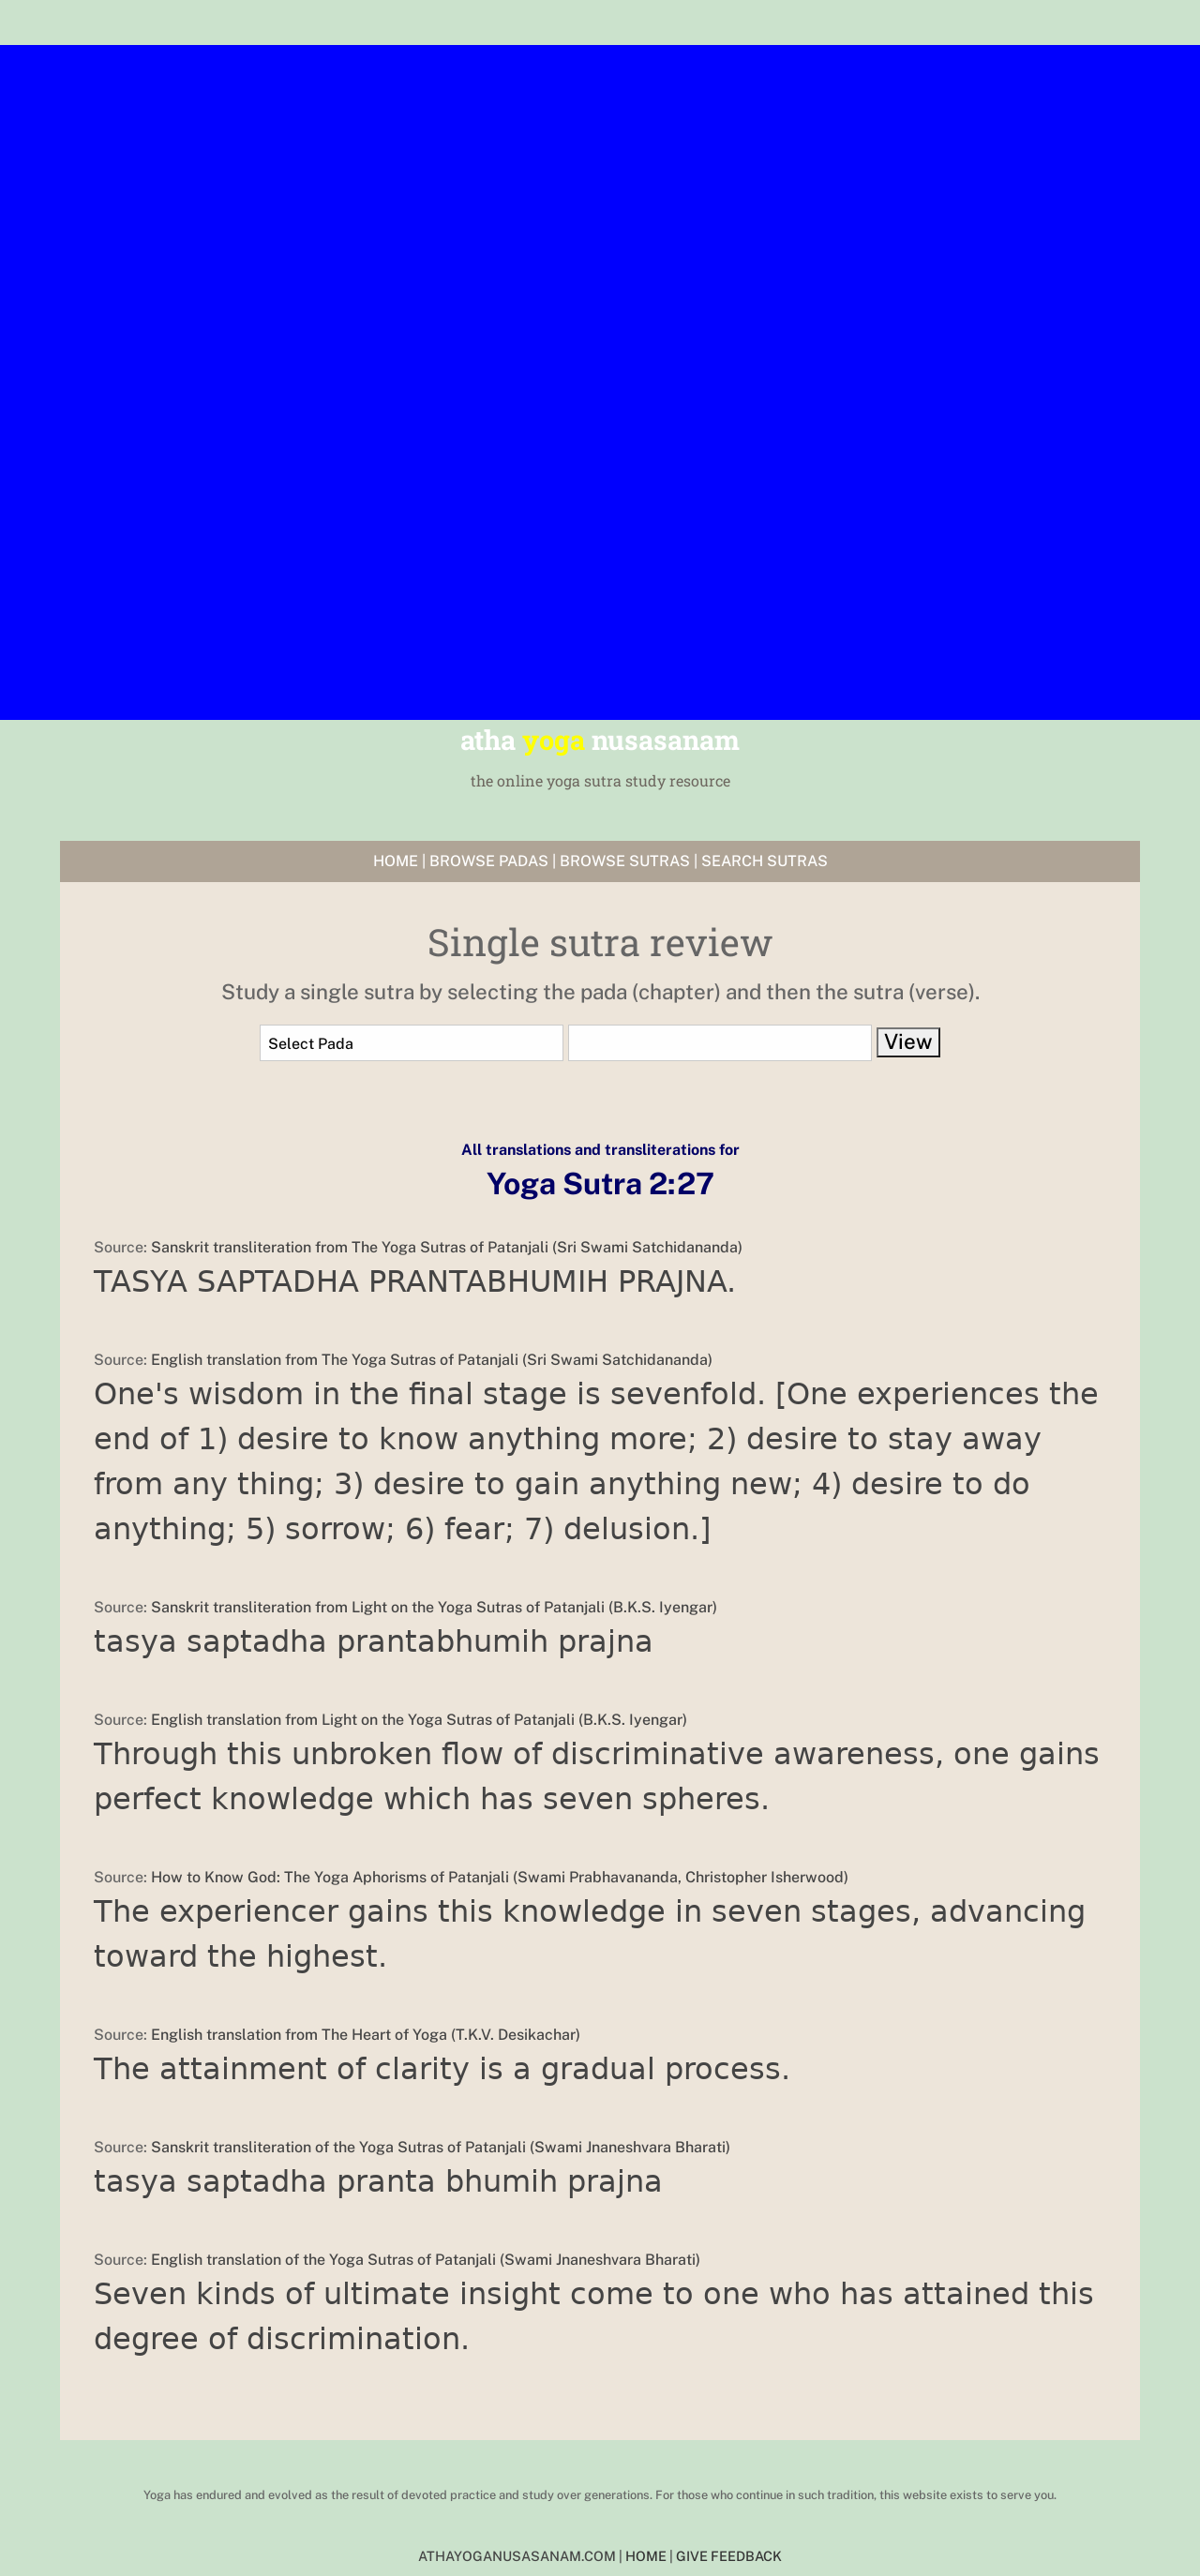 atha yoga nusasanam
the online yoga sutra study resource
HOME | BROWSE PADAS | BROWSE SUTRAS | SEARCH SUTRAS
Single sutra review
Study a single sutra by selecting the pada (chapter) and then the sutra (verse).
Select Pada View
All translations and transliterations for
Yoga Sutra 2:27
Source: Sanskrit transliteration from The Yoga Sutras of Patanjali (Sri Swami Satchidananda)
TASYA SAPTADHA PRANTABHUMIH PRAJNA.
Source: English translation from The Yoga Sutras of Patanjali (Sri Swami Satchidananda)
One's wisdom in the final stage is sevenfold. [One experiences the
end of 1) desire to know anything more; 2) desire to stay away
from any thing; 3) desire to gain anything new; 4) desire to do
anything; 5) sorrow; 6) fear; 7) delusion.]
Source: Sanskrit transliteration from Light on the Yoga Sutras of Patanjali (B.K.S. Iyengar)
tasya saptadha prantabhumih prajna
Source: English translation from Light on the Yoga Sutras of Patanjali (B.K.S. Iyengar)
Through this unbroken flow of discriminative awareness, one gains
perfect knowledge which has seven spheres.
Source: How to Know God: The Yoga Aphorisms of Patanjali (Swami Prabhavananda, Christopher Isherwood)
The experiencer gains this knowledge in seven stages, advancing
toward the highest.
Source: English translation from The Heart of Yoga (T.K.V. Desikachar)
The attainment of clarity is a gradual process.
Source: Sanskrit transliteration of the Yoga Sutras of Patanjali (Swami Jnaneshvara Bharati)
tasya saptadha pranta bhumih prajna
Source: English translation of the Yoga Sutras of Patanjali (Swami Jnaneshvara Bharati)
Seven kinds of ultimate insight come to one who has attained this
degree of discrimination.
Yoga has endured and evolved as the result of devoted practice and study over generations. For those who continue in such tradition, this website exists to serve you.
ATHAYOGANUSASANAM.COM | HOME | GIVE FEEDBACK